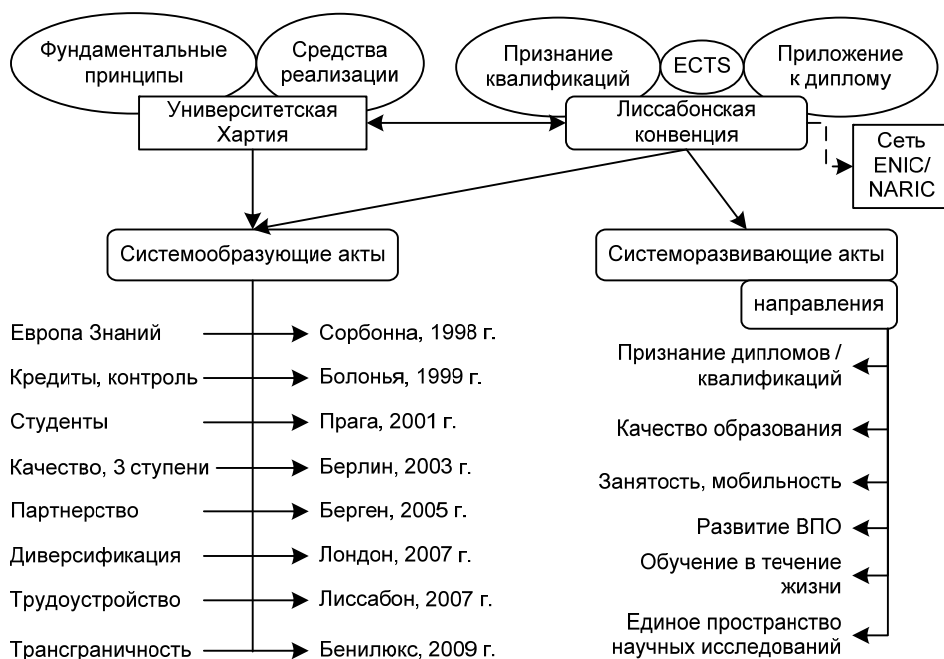 Фундаментальные
принципы
Средства
реализации
Признание
квалификаций
ECTS
Приложение
к диплому
Университетская
Хартия
Лиссабонская
конвенция
Сеть
ENIC/
NARIC
Системообразующие акты
Системоразвивающие акты
направления
Европа Знаний
Сорбонна, 1998 г.
Кредиты, контроль
Болонья, 1999 г.
Студенты
Прага, 2001 г.
Качество, 3 ступени
Берлин, 2003 г.
Партнерство
Берген, 2005 г.
Диверсификация
Лондон, 2007 г.
Трудоустройство
Лиссабон, 2007 г.
Трансграничность
Бенилюкс, 2009 г.
Признание дипломов /
квалификаций
Качество образования
Занятость, мобильность
Развитие ВПО
Обучение в течение
жизни
Единое пространство
научных исследований